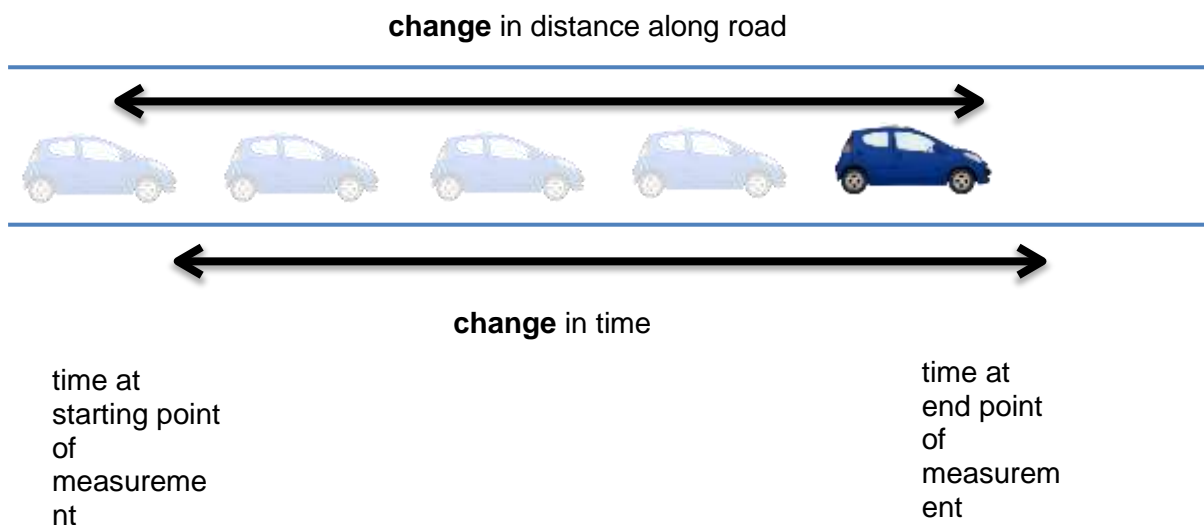 change in distance along road
change in time
time at
starting point
of
measureme
nt
time at
end point
of
measurem
ent